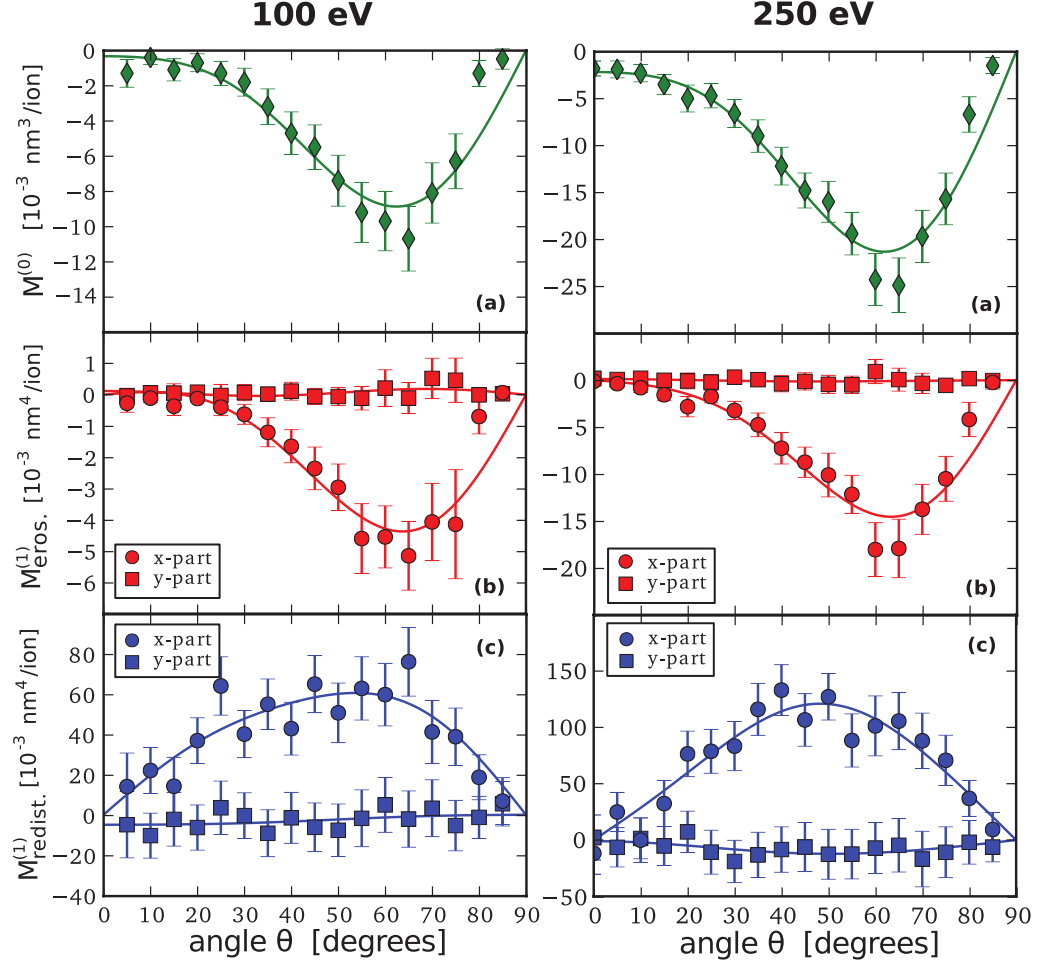 100 eV
250 eV
M(0) [10⁻³ nm³/ion]
0
−2
−4
−6
−8
−10
−12
−14
(a)
0
−5
−10
−15
−20
−25
(a)
M(1)eros. [10⁻³ nm⁴/ion]
1
0
−1
−2
−3
−4
−5
−6
x-part
y-part
(b)
0
−5
−10
−15
−20
x-part
y-part
(b)
M(1)redist. [10⁻³ nm⁴/ion]
80
60
40
20
0
−20
−40
x-part
y-part
(c)
150
100
50
0
−50
x-part
y-part
(c)
0 10 20 30 40 50 60 70 80 90
0 10 20 30 40 50 60 70 80 90
angle θ [degrees]
angle θ [degrees]